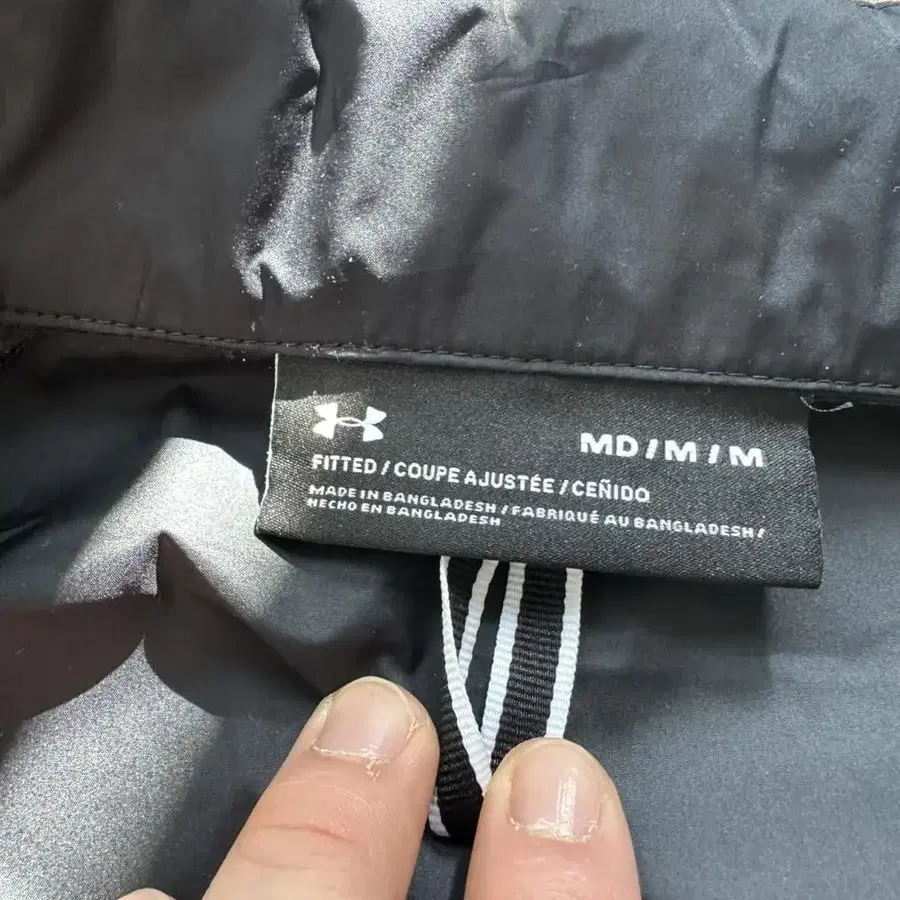 MD / M / M
FITTED / COUPE AJUSTÉE / CEÑIDO
MADE IN BANGLADESH / FABRIQUÉ AU BANGLADESH /
HECHO EN BANGLADESH